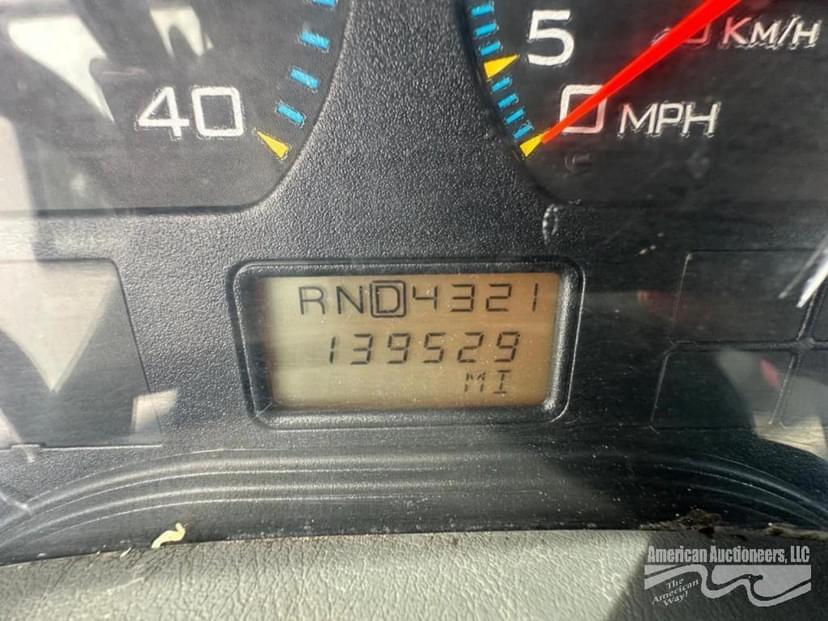 40
5
0 MPH
KM/H
RND4321
139529
MI
American Auctioneers, LLC
The American Way!